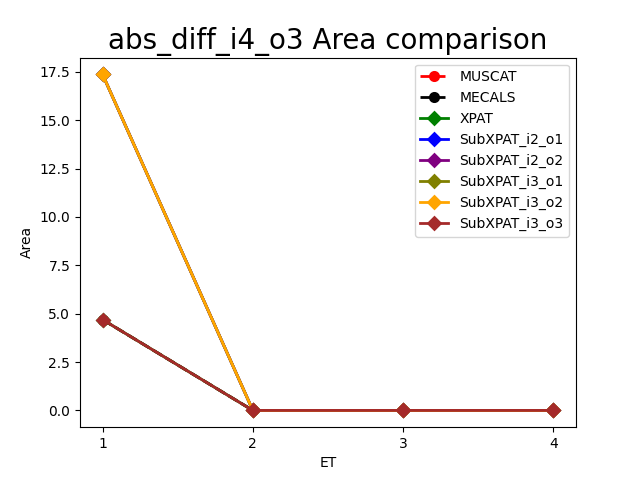 abs_diff_i4_o3 Area comparison
17.5
15.0
12.5
10.0
7.5
5.0
2.5
0.0
Area
1
2
3
4
ET
MUSCAT
MECALS
XPAT
SubXPAT_i2_o1
SubXPAT_i2_o2
SubXPAT_i3_o1
SubXPAT_i3_o2
SubXPAT_i3_o3